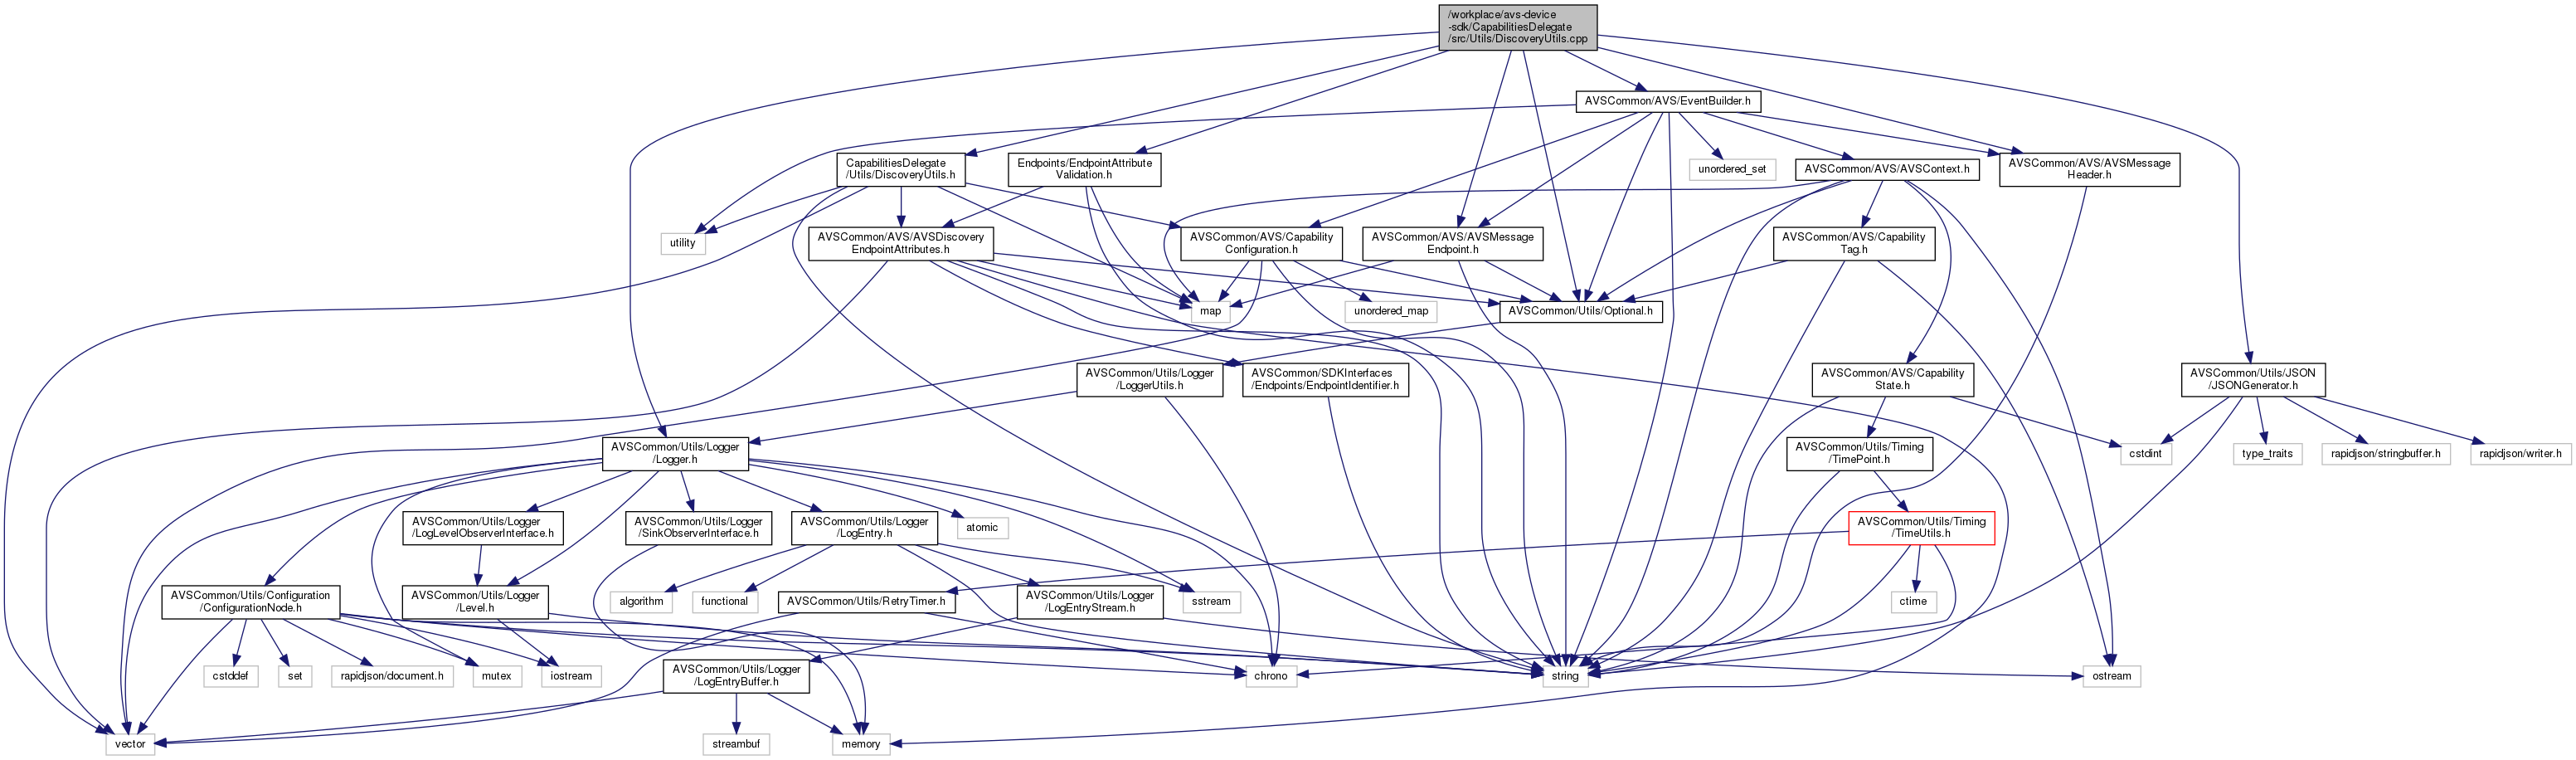 /workplace/avs-device
-sdk/CapabilitiesDelegate
/src/Utils/DiscoveryUtils.cpp
AVSCommon/AVS/EventBuilder.h
CapabilitiesDelegate
/Utils/DiscoveryUtils.h
Endpoints/EndpointAttribute
Validation.h
unordered_set
AVSCommon/AVS/AVSContext.h
AVSCommon/AVS/AVSMessage
Header.h
utility
AVSCommon/AVS/AVSDiscovery
EndpointAttributes.h
AVSCommon/AVS/Capability
Configuration.h
AVSCommon/AVS/AVSMessage
Endpoint.h
AVSCommon/AVS/Capability
Tag.h
map
unordered_map
AVSCommon/Utils/Optional.h
AVSCommon/Utils/Logger
/LoggerUtils.h
AVSCommon/SDKInterfaces
/Endpoints/EndpointIdentifier.h
AVSCommon/AVS/Capability
State.h
AVSCommon/Utils/JSON
/JSONGenerator.h
AVSCommon/Utils/Logger
/Logger.h
AVSCommon/Utils/Timing
/TimePoint.h
cstdint
type_traits
rapidjson/stringbuffer.h
rapidjson/writer.h
AVSCommon/Utils/Logger
/LogLevelObserverInterface.h
AVSCommon/Utils/Logger
/SinkObserverInterface.h
AVSCommon/Utils/Logger
/LogEntry.h
atomic
AVSCommon/Utils/Timing
/TimeUtils.h
AVSCommon/Utils/Configuration
/ConfigurationNode.h
AVSCommon/Utils/Logger
/Level.h
algorithm
functional
AVSCommon/Utils/RetryTimer.h
AVSCommon/Utils/Logger
/LogEntryStream.h
sstream
ctime
cstddef
set
rapidjson/document.h
mutex
iostream
AVSCommon/Utils/Logger
/LogEntryBuffer.h
chrono
string
ostream
vector
streambuf
memory